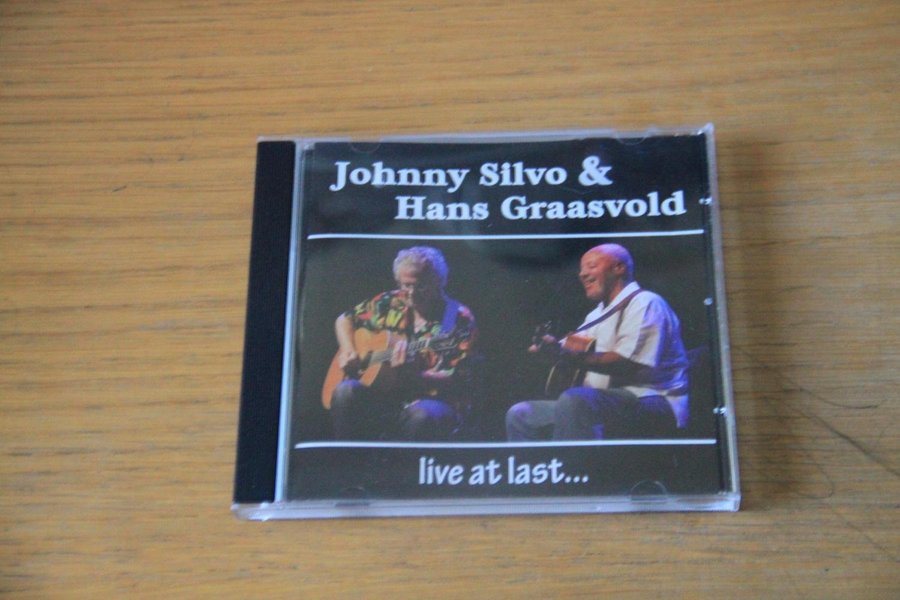 Johnny Silvo &
Hans Graasvold
live at last...